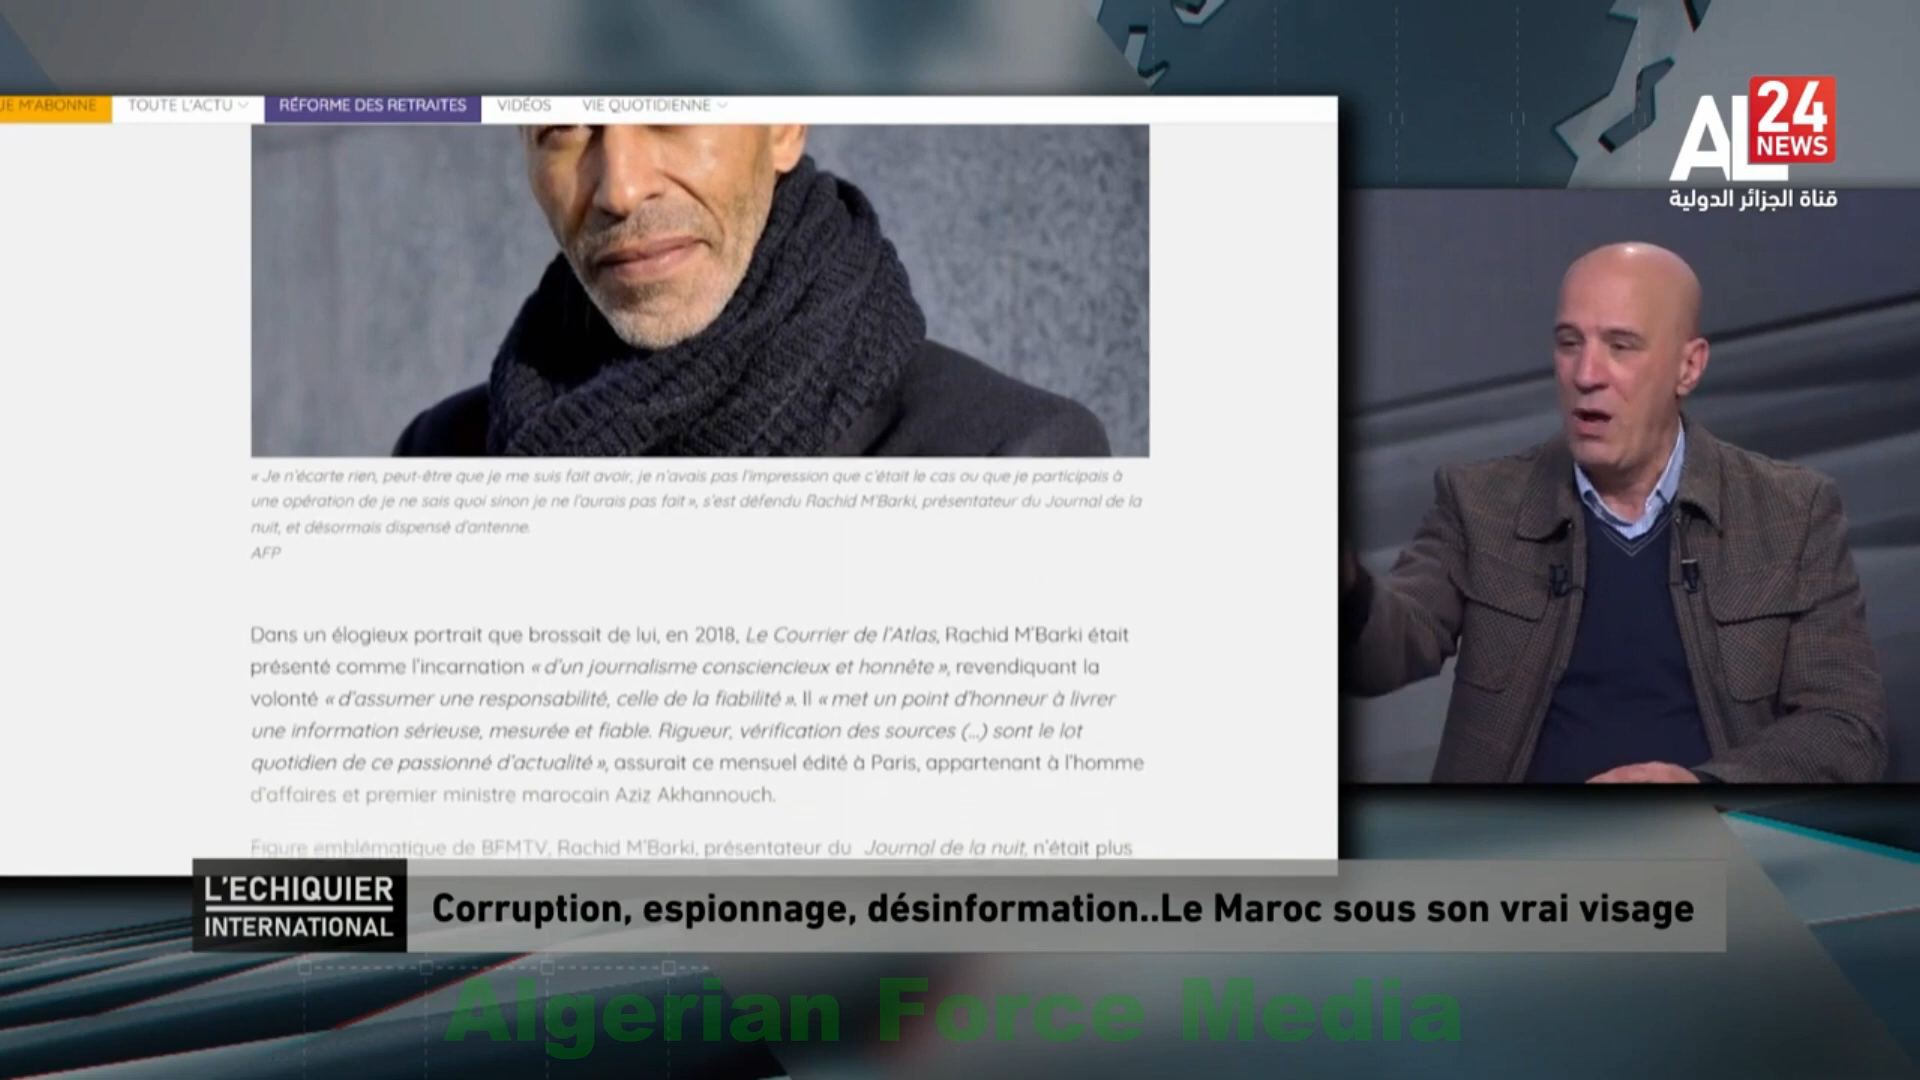 JE M'ABONNE TOUTE L'ACTU RÉFORME DES RETRAITES VIDÉOS VIE QUOTIDIENNE
AL 24 NEWS
قناة الجزائر الدولية
« Je n'écarte rien, peut-être que je me suis fait avoir, je n'avais pas l'impression que c'était le cas ou que je participais à
une opération de je ne sais quoi sinon je ne l'aurais pas fait », s'est défendu Rachid M'Barki, présentateur du Journal de la
nuit, et désormais dispensé d'antenne.
AFP
Dans un élogieux portrait que brossait de lui, en 2018, Le Courrier de l'Atlas, Rachid M'Barki était
présenté comme l'incarnation « d'un journalisme consciencieux et honnête », revendiquant la
volonté « d'assumer une responsabilité, celle de la fiabilité ». Il « met un point d'honneur à livrer
une information sérieuse, mesurée et fiable. Rigueur, vérification des sources (...) sont le lot
quotidien de ce passionné d'actualité », assurait ce mensuel édité à Paris, appartenant à l'homme
d'affaires et premier ministre marocain Aziz Akhannouch.
Figure emblématique de BFMTV, Rachid M'Barki, présentateur du Journal de la nuit, n'était plus
L'ECHIQUIER
INTERNATIONAL
Corruption, espionnage, désinformation..Le Maroc sous son vrai visage
Algerian Force Media